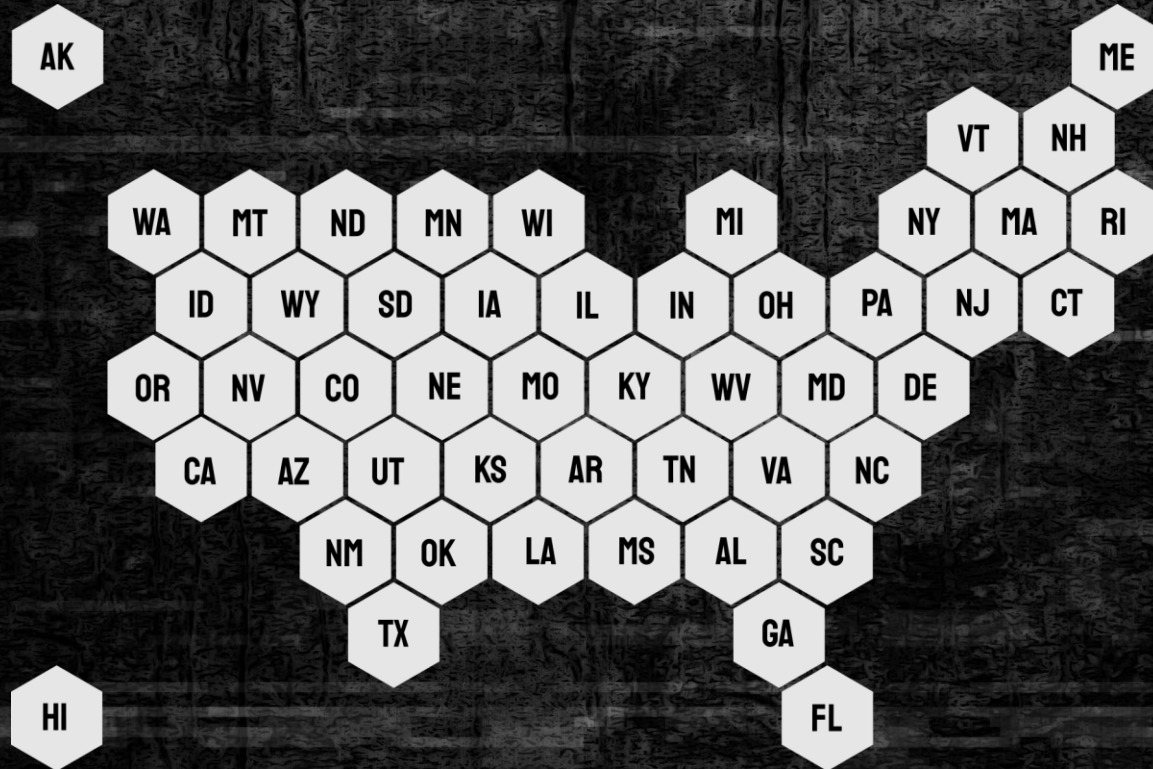 AK ME
VT NH
WA MT ND MN WI MI NY MA RI
ID WY SD IA IL IN OH PA NJ CT
OR NV CO NE MO KY WV MD DE
CA AZ UT KS AR TN VA NC
NM OK LA MS AL SC
TX GA
HI FL